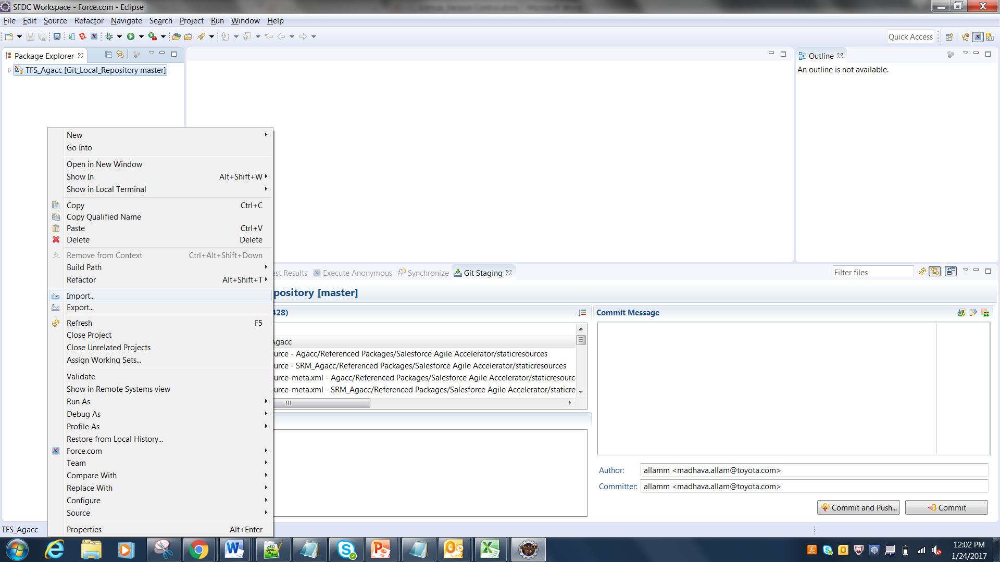 SFDC Workspace - Force.com - Eclipse
File Edit Source Refactor Navigate Search Project Run Window Help
Quick Access
Package Explorer
Outline
TFS_Agacc [Git_Local_Repository master]
An outline is not available.
New
Go Into
Open in New Window
Show In Alt+Shift+W
Show in Local Terminal
Copy Ctrl+C
Copy Qualified Name
Paste Ctrl+V
Delete Delete
Remove from Context Ctrl+Alt+Shift+Down
Build Path
Refactor Alt+Shift+T
Import...
Export...
Refresh F5
Close Project
Close Unrelated Projects
Assign Working Sets...
Validate
Show in Remote Systems view
Run As
Debug As
Profile As
Restore from Local History...
Force.com
Team
Compare With
Replace With
Configure
Source
Properties Alt+Enter
est Results Execute Anonymous Synchronize Git Staging
Filter files
pository [master]
428)
Agacc
urce - Agacc/Referenced Packages/Salesforce Agile Accelerator/staticresources
urce - SRM_Agacc/Referenced Packages/Salesforce Agile Accelerator/staticresources
urce-meta.xml - Agacc/Referenced Packages/Salesforce Agile Accelerator/staticresourc
urce-meta.xml - SRM_Agacc/Referenced Packages/Salesforce Agile Accelerator/staticre
Commit Message
Author: allamm <madhava.allam@toyota.com>
Committer: allamm <madhava.allam@toyota.com>
Commit and Push... Commit
TFS_Agacc
Java EE
IDE
12:02 PM
1/24/2017